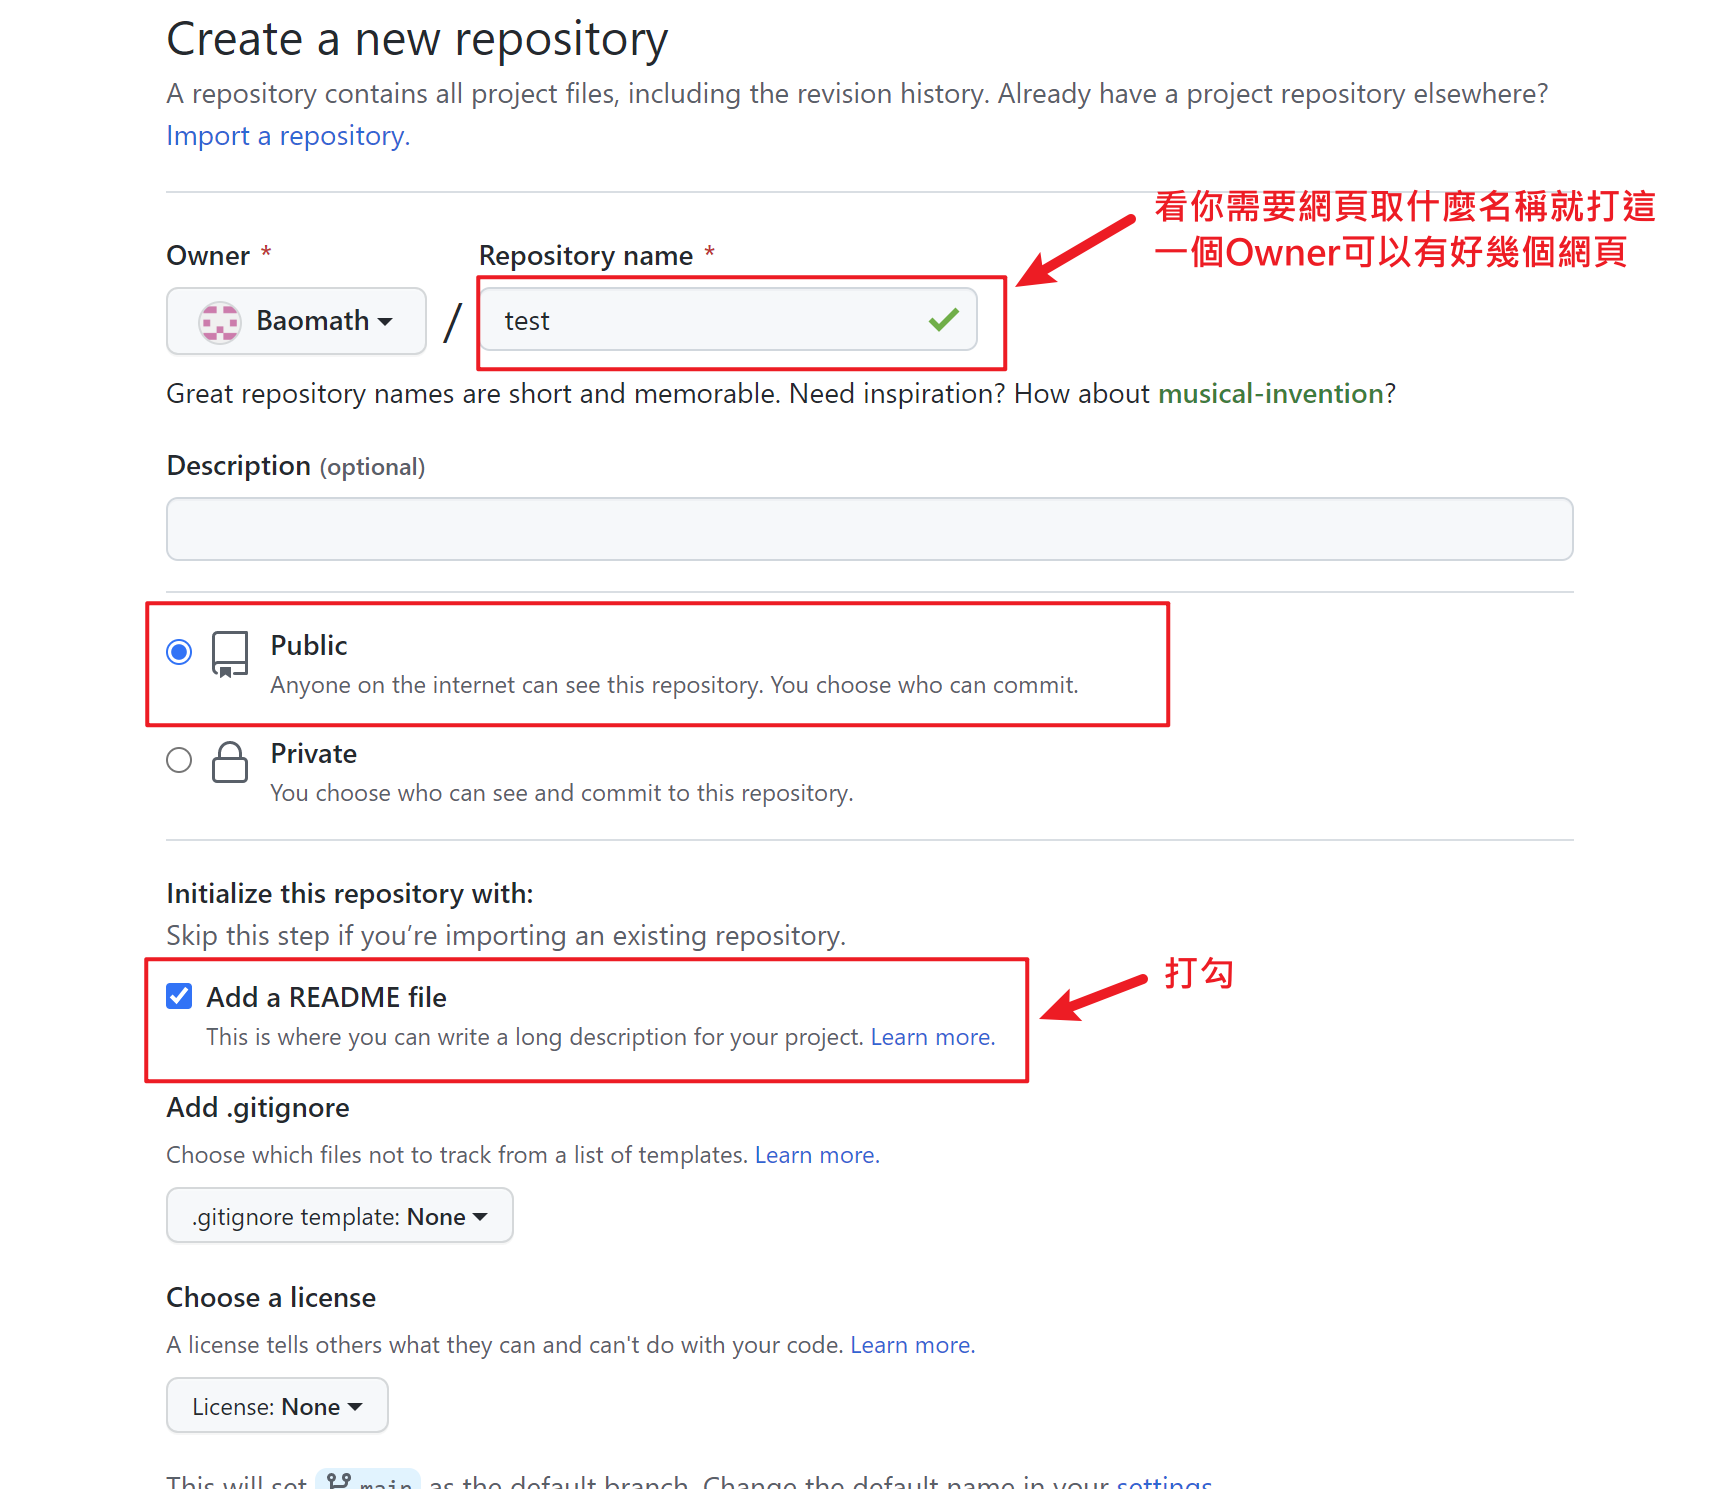 Create a new repository
A repository contains all project files, including the revision history. Already have a project repository elsewhere?
Import a repository.
看你需要網頁取什麼名稱就打這
一個Owner可以有好幾個網頁
Owner *
Repository name *
Baomath
/
test
Great repository names are short and memorable. Need inspiration? How about musical-invention?
Description (optional)
Public
Anyone on the internet can see this repository. You choose who can commit.
Private
You choose who can see and commit to this repository.
Initialize this repository with:
Skip this step if you’re importing an existing repository.
打勾
Add a README file
This is where you can write a long description for your project. Learn more.
Add .gitignore
Choose which files not to track from a list of templates. Learn more.
.gitignore template: None
Choose a license
A license tells others what they can and can't do with your code. Learn more.
License: None
This will set main as the default branch. Change the default name in your settings